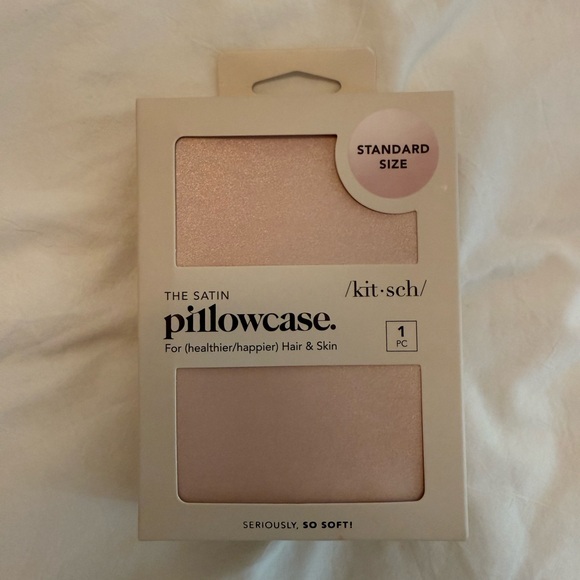 STANDARD
SIZE
/kit•sch/
THE SATIN
pillowcase.
For (healthier/happier) Hair & Skin
1
PC
SERIOUSLY, SO SOFT!